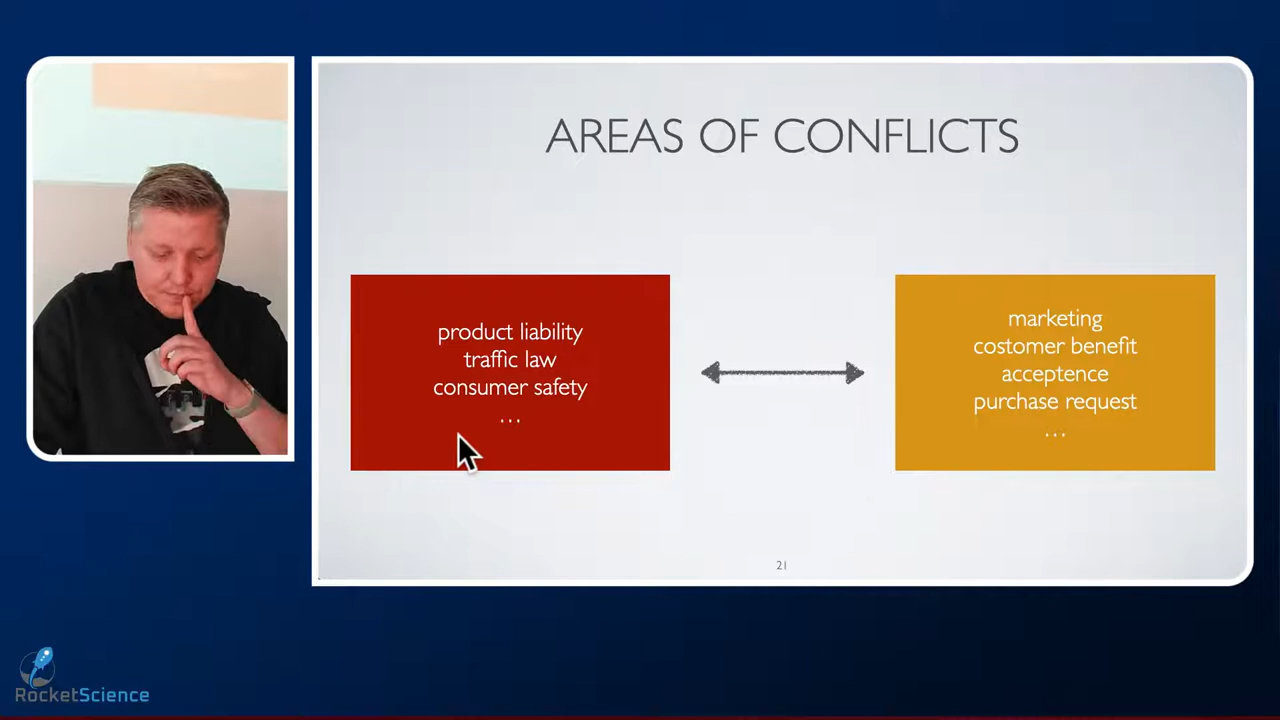 AREAS OF CONFLICTS
product liability
traffic law
consumer safety
...
marketing
costomer benefit
acceptence
purchase request
...
21
RocketScience